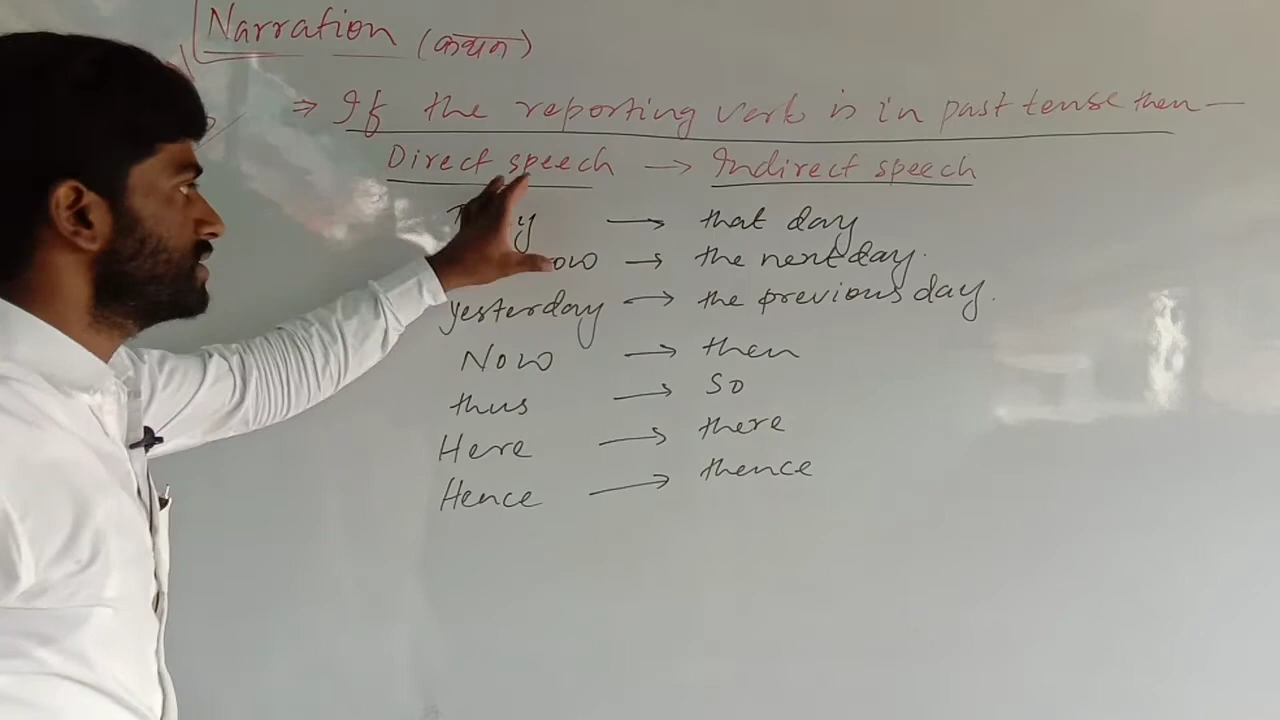 Narration (कथन)
⇒ If the reporting verb is in past tense then —
Direct speech → Indirect speech
→ that day
→ the next day.
yesterday → the previous day.
Now → then
thus → so
Here → there
Hence → thence